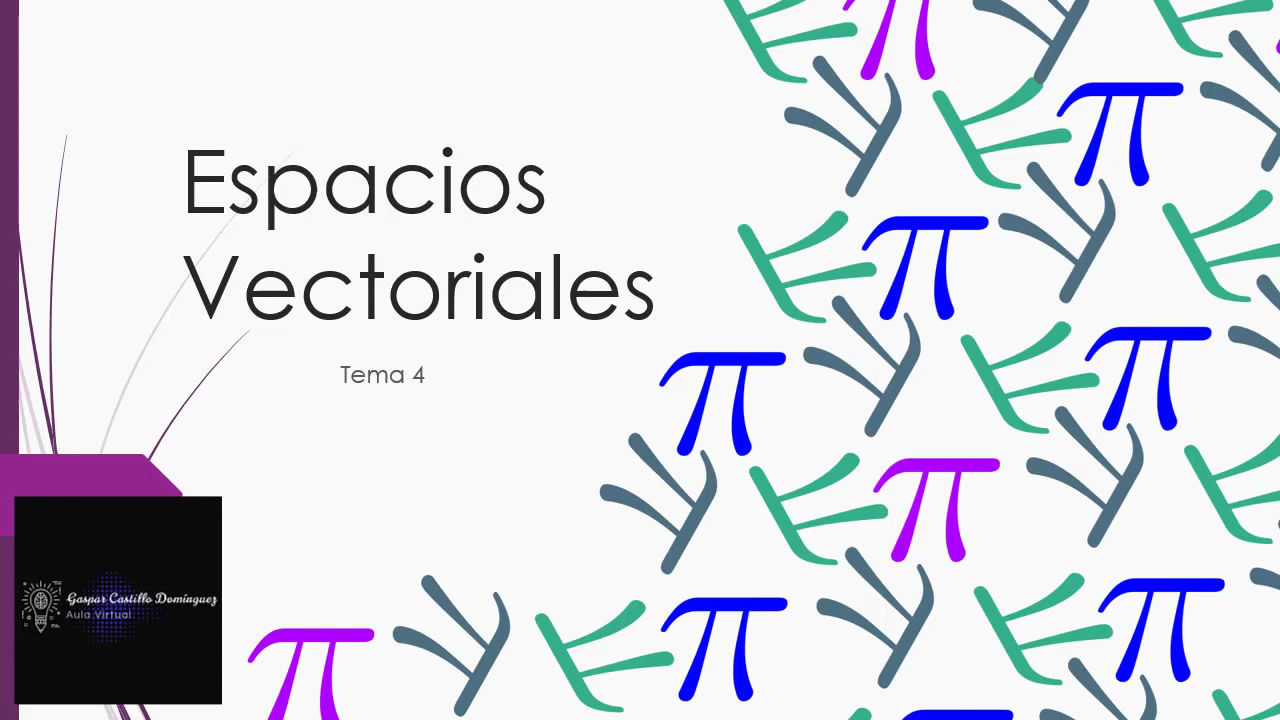 Espacios
Vectoriales
Tema 4
Gaspar Castillo Domínguez
Aula Virtual